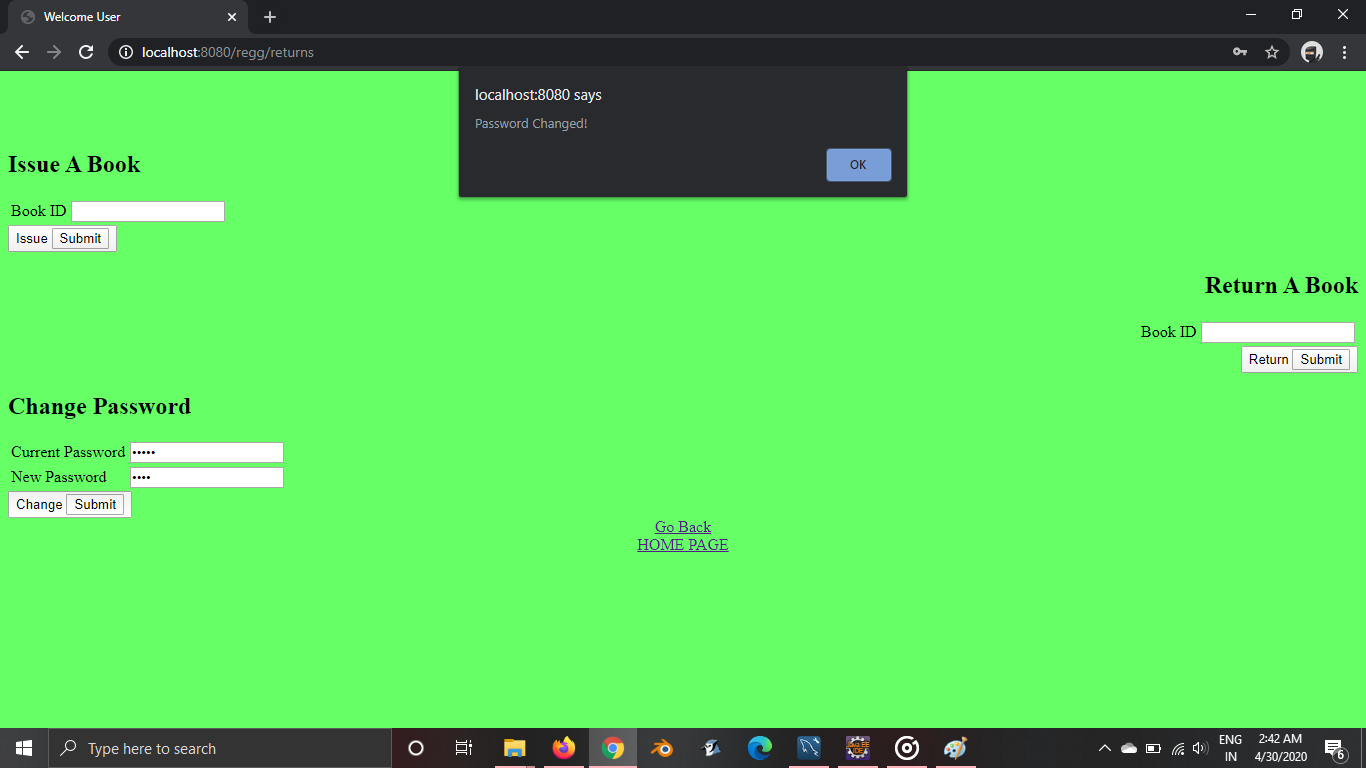 Welcome User
localhost:8080/regg/returns
localhost:8080 says
Password Changed!
OK
Issue A Book
Book ID
Issue Submit
Return A Book
Book ID
Return Submit
Change Password
Current Password •••••
New Password ••••
Change Submit
Go Back
HOME PAGE
Type here to search
ENG
IN
2:42 AM
4/30/2020
6